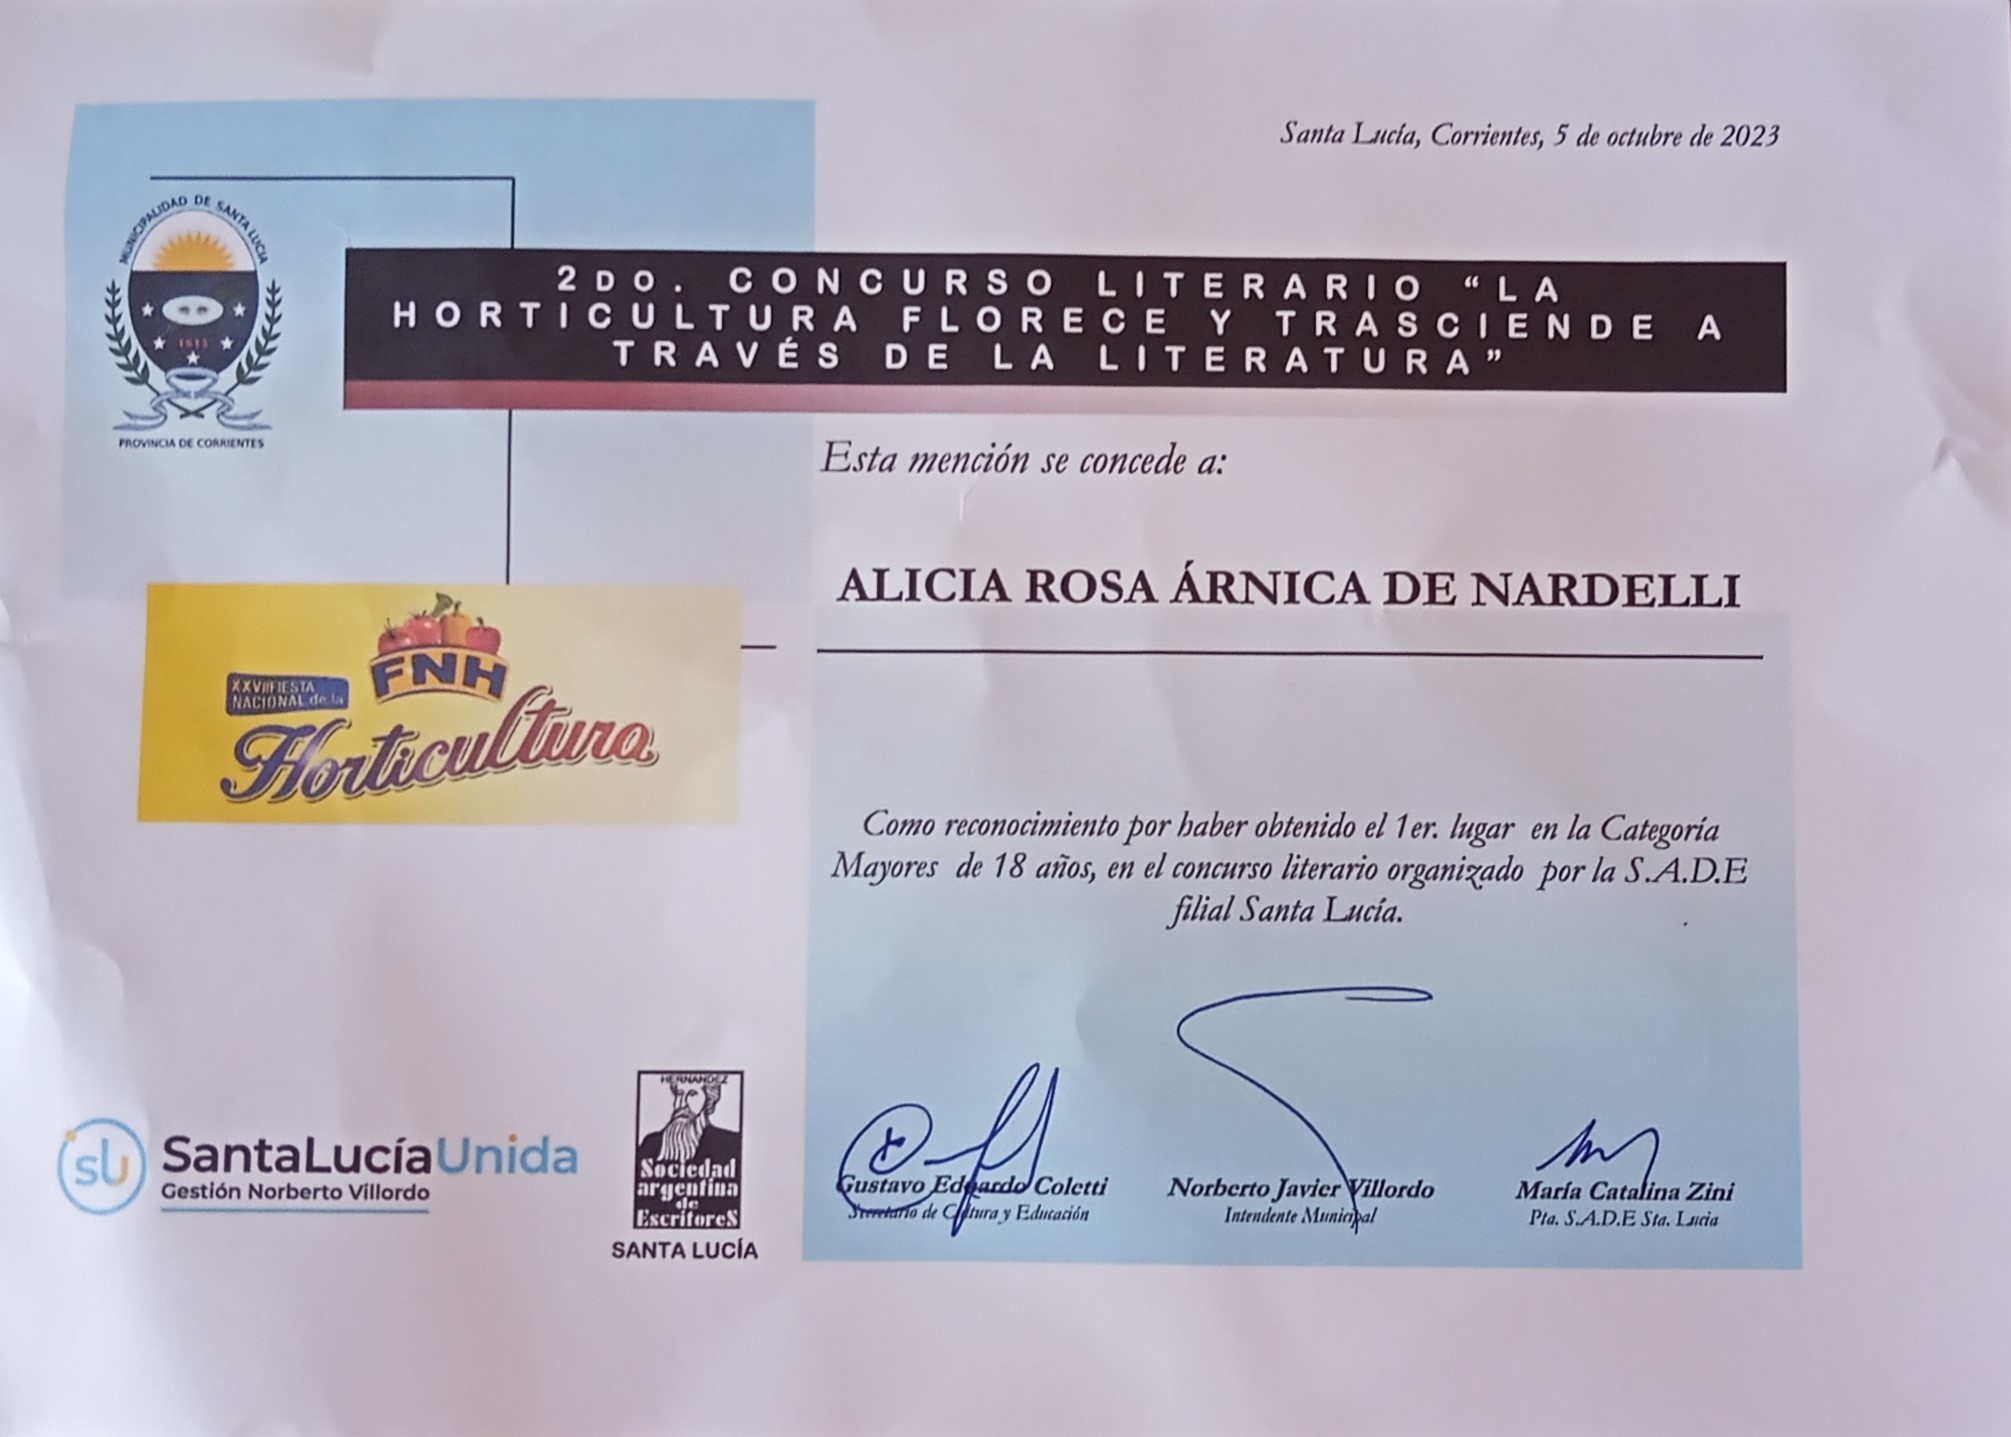 Santa Lucía, Corrientes, 5 de octubre de 2023
MUNICIPALIDAD DE SANTA LUCIA
1615
PROVINCIA DE CORRIENTES
2DO. CONCURSO LITERARIO “LA
HORTICULTURA FLORECE Y TRASCIENDE A
TRAVÉS DE LA LITERATURA”
Esta mención se concede a:
ALICIA ROSA ÁRNICA DE NARDELLI
FNH
XXVIIFIESTA
NACIONAL de la
Horticultura
Como reconocimiento por haber obtenido el 1er. lugar en la Categoría
Mayores de 18 años, en el concurso literario organizado por la S.A.D.E
filial Santa Lucía.
SL
SantaLucíaUnida
Gestión Norberto Villordo
HERNANDEZ
Sociedad
argentina
de
EscritoreS
SANTA LUCÍA
Gustavo Edgardo Coletti
Secretario de Cultura y Educación
Norberto Javier Villordo
Intendente Municipal
María Catalina Zini
Pta. S.A.D.E Sta. Lucia